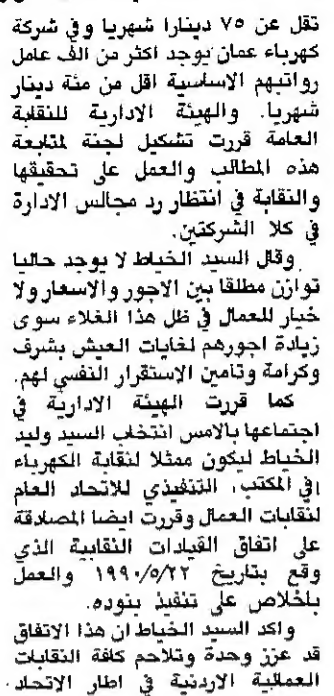 تقل عن ٧٥ دينارا شهريا وفي شركة
كهرباء عمان يوجد اكثر من الف عامل
رواتبهم الاساسية اقل من مئة دينار
شهريا. والهيئة الادارية للنقابة
العامة قررت تشكيل لجنة لمتابعة
هذه المطالب والعمل على تحقيقها
والنقابة في انتظار رد مجالس الادارة
في كلا الشركتين.
وقال السيد الخياط لا يوجد حاليا
توازن مطلقا بين الاجور والاسعار ولا
خيار للعمال في ظل هذا الغلاء سوى
زيادة اجورهم لغايات العيش بشرف
وكرامة وتامين الاستقرار النفسي لهم.
كما قررت الهيئة الادارية في
اجتماعها بالامس انتخاب السيد وليد
الخياط ليكون ممثلا لنقابة الكهرباء
في المكتب التنفيذي للاتحاد العام
لنقابات العمال وقررت ايضا المصادقة
على اتفاق القيادات النقابية الذي
وقع بتاريخ ١٩٩٠/٥/٢٢ والعمل
باخلاص على تنفيذ بنوده.
واكد السيد الخياط ان هذا الاتفاق
قد عزز وحدة وتلاحم كافة النقابات
العمالية الاردنية في اطار الاتحاد